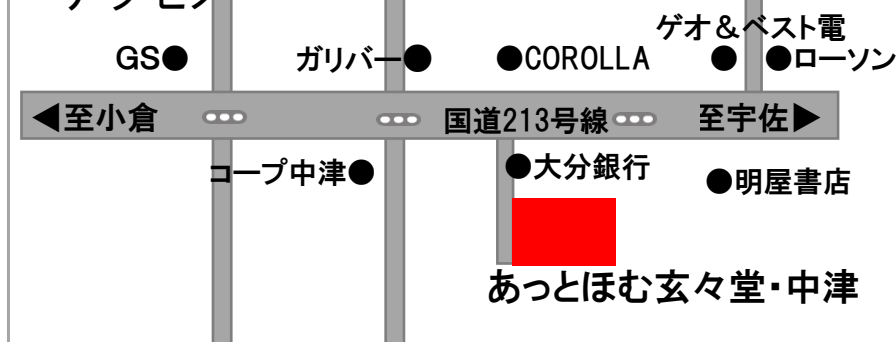 ゲオ&ベスト電
GS●
ガリバー●
●COROLLA
●
●ローソン
◀至小倉
国道213号線
至宇佐▶
コープ中津●
●大分銀行
●明屋書店
あっとほむ玄々堂・中津